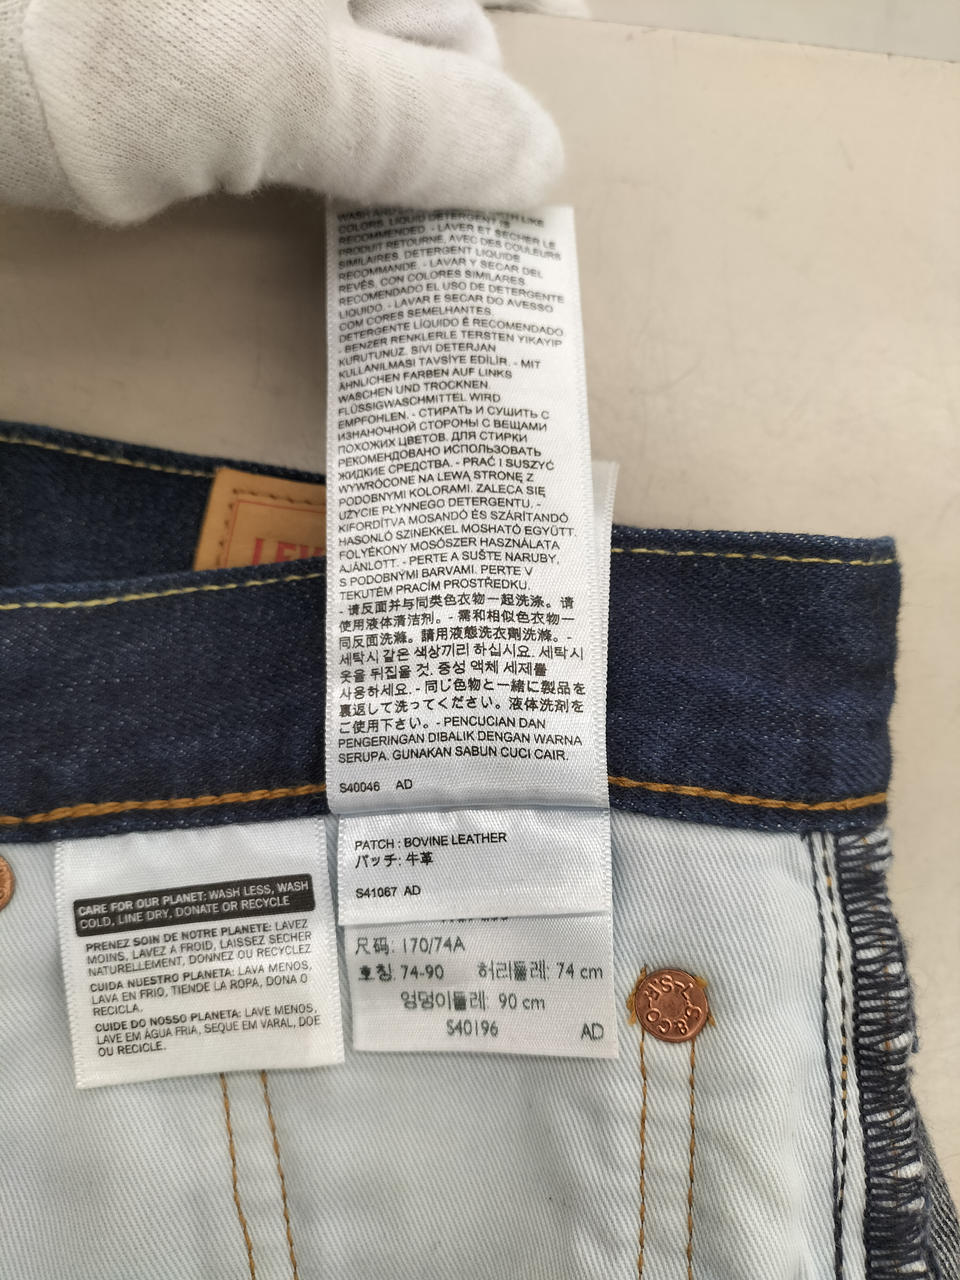 WASH AND
WITH LIKE
COLORS. LIQUID DETERGENT IS
RECOMMENDED. - LAVER ET SÉCHER LE
PRODUIT RETOURNÉ, AVEC DES COULEURS
SIMILAIRES. DETERGENT LIQUIDE
RECOMMANDÉ. - LAVAR Y SECAR DEL
REVÉS, CON COLORES SIMILARES.
RECOMENDADO EL USO DE DETERGENTE
LIQUIDO. - LAVAR E SECAR DO AVESSO
COM CORES SEMELHANTES.
DETERGENTE LÍQUIDO É RECOMENDADO.
- BENZER RENKLERLE TERSTEN YIKAYIP
KURUTUNUZ. SIVI DETERJAN
KULLANILMASI TAVSİYE EDİLİR. - MIT
ÄHNLICHEN FARBEN AUF LINKS
WASCHEN UND TROCKNEN.
FLÜSSIGWASCHMITTEL WIRD
EMPFOHLEN. - СТИРАТЬ И СУШИТЬ С
ИЗНАНОЧНОЙ СТОРОНЫ С ВЕЩАМИ
ПОХОЖИХ ЦВЕТОВ. ДЛЯ СТИРКИ
РЕКОМЕНДОВАНО ИСПОЛЬЗОВАТЬ
ЖИДКИЕ СРЕДСТВА. - PRAĆ I SUSZYĆ
WYWRÓCONE NA LEWĄ STRONĘ Z
PODOBNYMI KOLORAMI. ZALECA SIĘ
UŻYCIE PŁYNNEGO DETERGENTU. -
KIFORDÍTVA MOSANDÓ ÉS SZÁRÍTANDÓ
HASONLÓ SZINEKKEL MOSHATÓ EGYÜTT.
FOLYÉKONY MOSÓSZER HASZNÁLATA
AJÁNLOTT. - PERTE A SUŠTE NARUBY,
S PODOBNÝMI BARVAMI. PERTE V
TEKUTÉM PRACÍM PROSTŘEDKU.
- 请反面并与同类色衣物一起洗涤。请
使用液体清洁剂。- 需和相似色衣物一
同反面洗滌。請用液態洗衣劑洗滌。-
세탁시 같은 색상끼리 하십시요. 세탁시
옷을 뒤집을 것. 중성 액체 세제를
사용하세요. - 同じ色物と一緒に製品を
裏返して洗ってください。液体洗剤を
ご使用下さい。- PENCUCIAN DAN
PENGERINGAN DIBALIK DENGAN WARNA
SERUPA. GUNAKAN SABUN CUCI CAIR.
S40046 AD
PATCH : BOVINE LEATHER
パッチ: 牛革
S41067 AD
尺码: 170/74A
호칭: 74-90 허리둘레: 74 cm
엉덩이둘레: 90 cm
S40196 AD
CARE FOR OUR PLANET: WASH LESS, WASH
COLD, LINE DRY, DONATE OR RECYCLE
PRENEZ SOIN DE NOTRE PLANETE: LAVEZ
MOINS, LAVEZ A FROID, LAISSEZ SECHER
NATURELLEMENT, DONNEZ OU RECYCLEZ
CUIDA NUESTRO PLANETA: LAVA MENOS,
LAVA EN FRIO, TIENDE LA ROPA, DONA O
RECICLA.
CUIDE DO NOSSO PLANETA: LAVE MENOS,
LAVE EM ÁGUA FRIA, SEQUE EM VARAL, DOE
OU RECICLE.